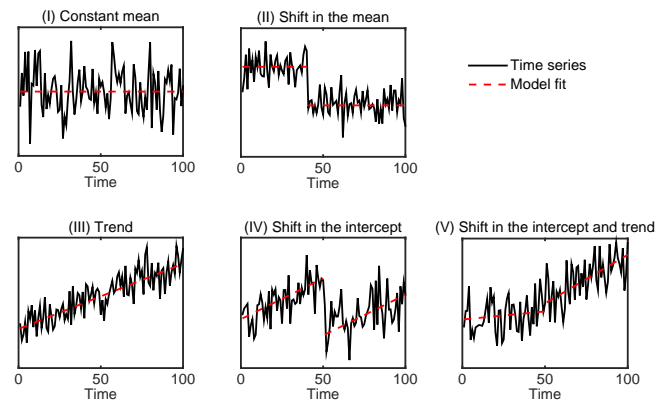 (I) Constant mean
(II) Shift in the mean
Time series
Model fit
0 50 100
Time
0 50 100
Time
(III) Trend
(IV) Shift in the intercept
(V) Shift in the intercept and trend
0 50 100
Time
0 50 100
Time
0 50 100
Time